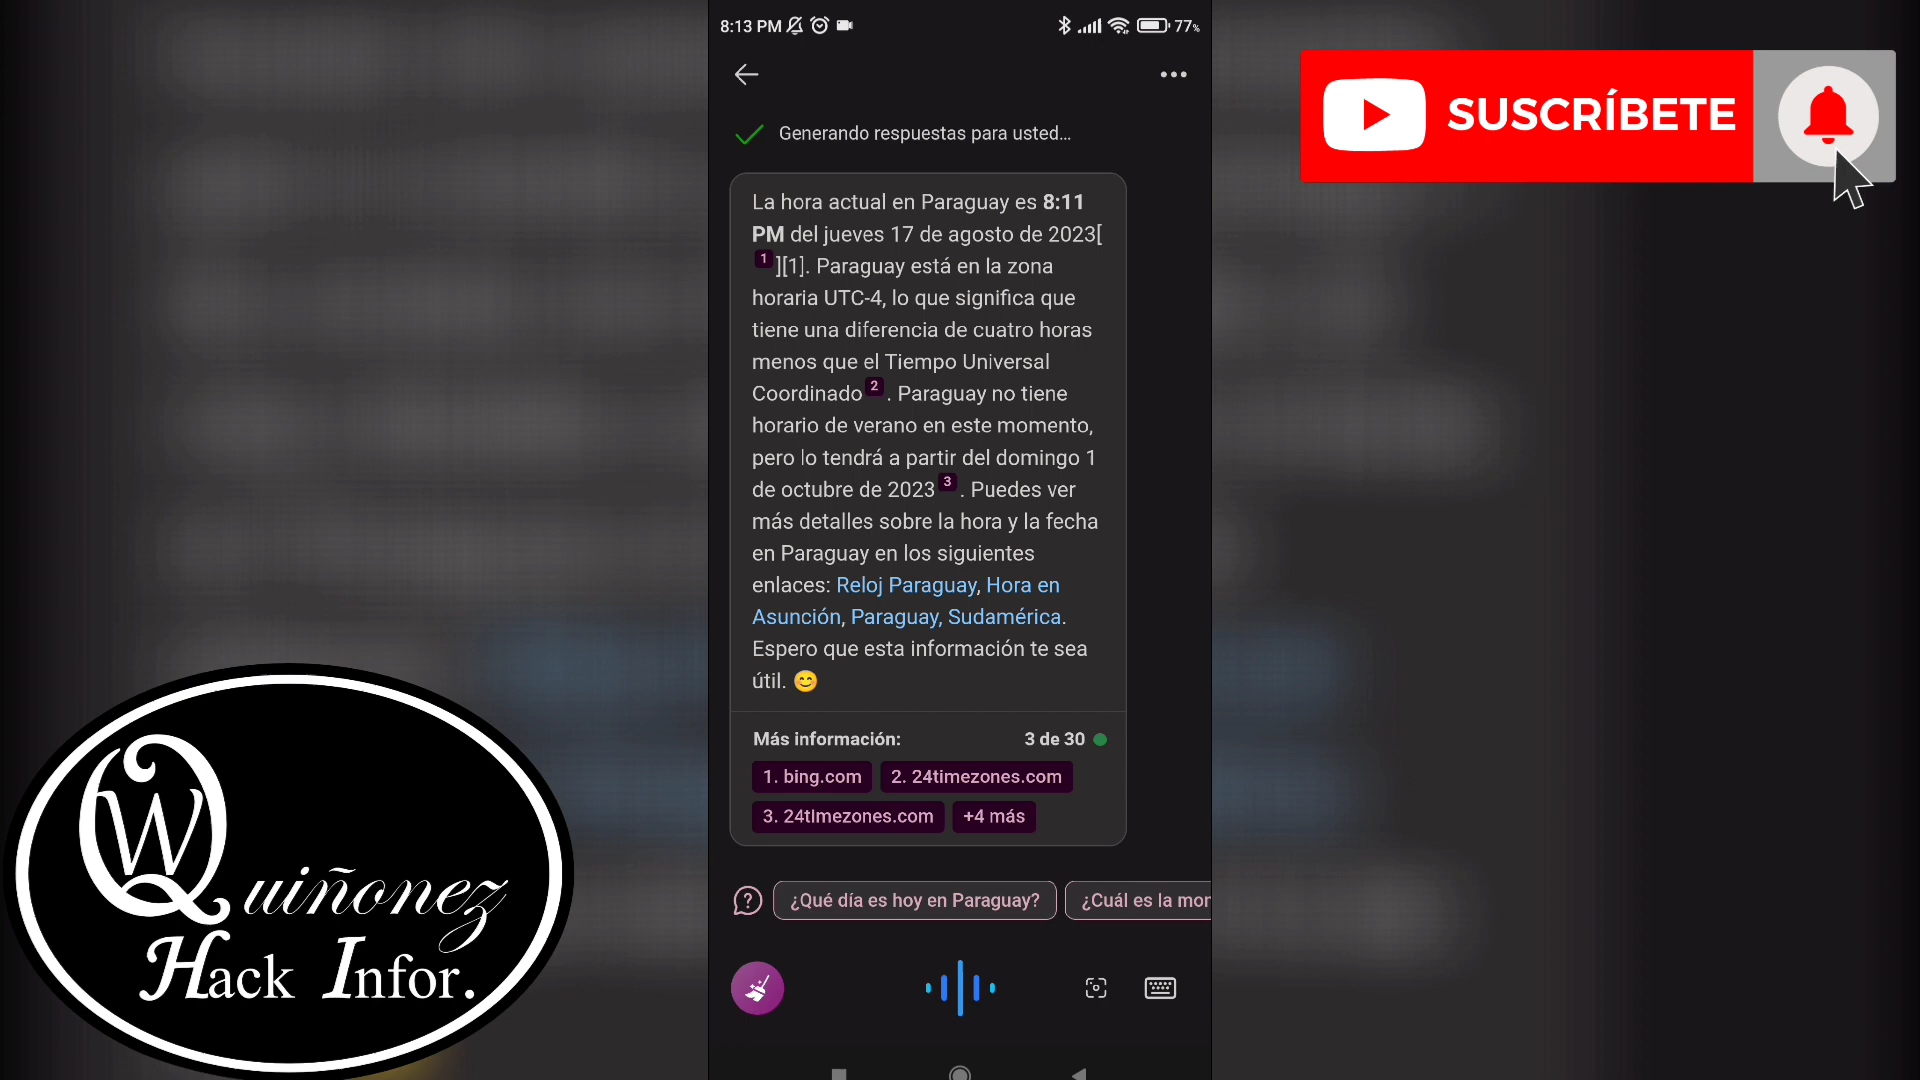 8:13 PM
77%
SUSCRÍBETE
Generando respuestas para usted...
La hora actual en Paraguay es 8:11
PM del jueves 17 de agosto de 2023[
1 ][1]. Paraguay está en la zona
horaria UTC-4, lo que significa que
tiene una diferencia de cuatro horas
menos que el Tiempo Universal
Coordinado 2 . Paraguay no tiene
horario de verano en este momento,
pero lo tendrá a partir del domingo 1
de octubre de 2023 3 . Puedes ver
más detalles sobre la hora y la fecha
en Paraguay en los siguientes
enlaces: Reloj Paraguay, Hora en
Asunción, Paraguay, Sudamérica.
Espero que esta información te sea
útil. 😊
Más información: 3 de 30
1. bing.com 2. 24timezones.com
3. 24timezones.com +4 más
¿Qué día es hoy en Paraguay? ¿Cuál es la mor
W Quiñonez
Hack Infor.